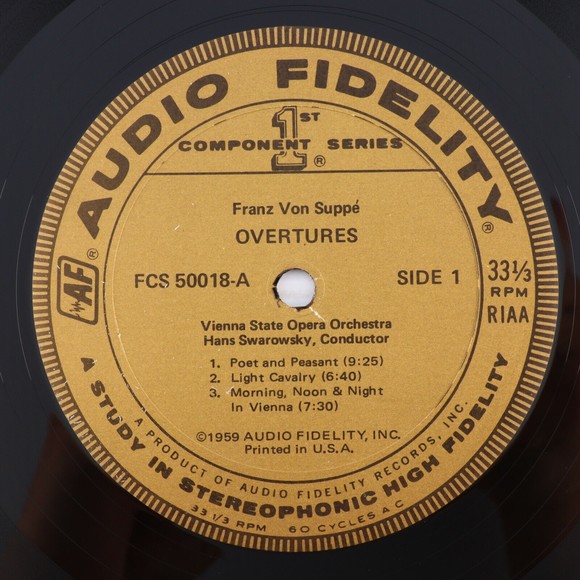 AUDIO FIDELITY®
1ST
COMPONENT SERIES
®
Franz Von Suppé
OVERTURES
FCS 50018-A
SIDE 1
33⅓
RPM
RIAA
AF
®
Vienna State Opera Orchestra
Hans Swarowsky, Conductor
1. Poet and Peasant (9:25)
2. Light Cavalry (6:40)
3. Morning, Noon & Night
In Vienna (7:30)
©1959 AUDIO FIDELITY, INC.
Printed in U.S.A.
A PRODUCT OF AUDIO FIDELITY RECORDS, INC.
A STUDY IN STEREOPHONIC HIGH FIDELITY
33 1/3 RPM 60 CYCLES A C